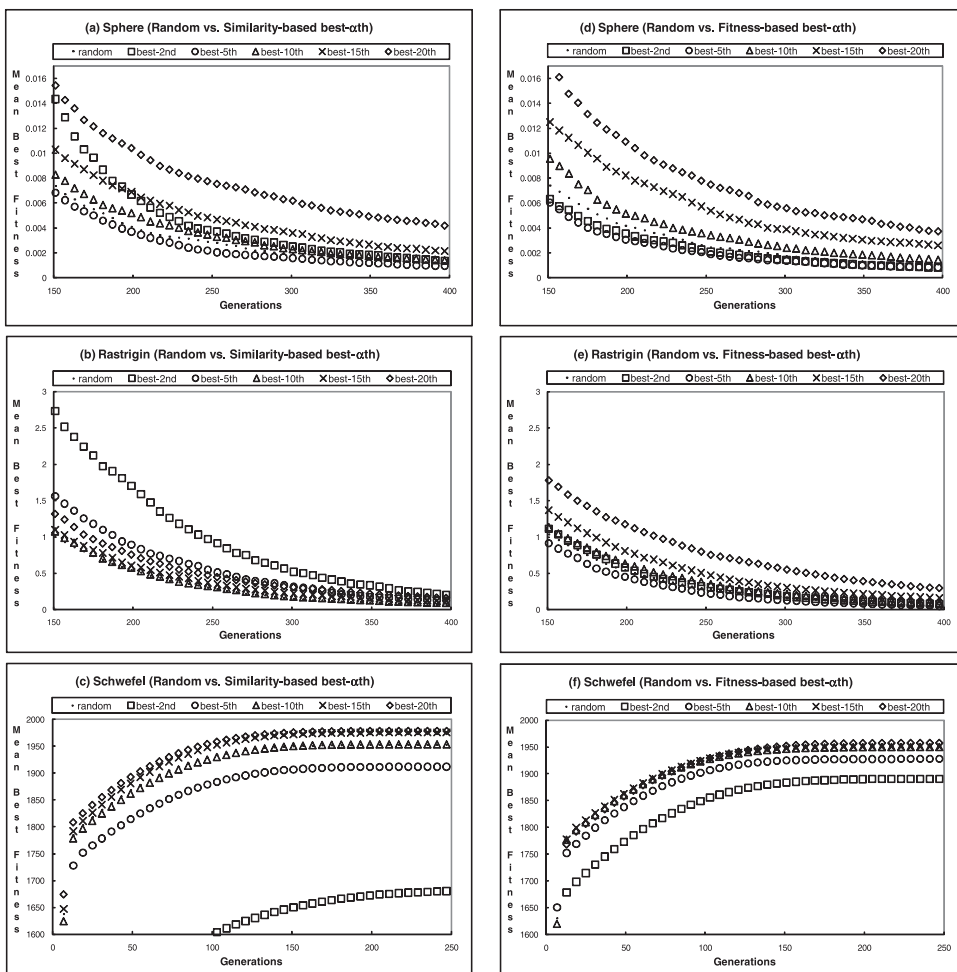 (a) Sphere (Random vs. Similarity-based best-αth)
random best-2nd best-5th best-10th best-15th best-20th
Mean Best Fitness
0.016
0.014
0.012
0.01
0.008
0.006
0.004
0.002
0
150 200 250 300 350 400
Generations
(d) Sphere (Random vs. Fitness-based best-αth)
random best-2nd best-5th best-10th best-15th best-20th
Mean Best Fitness
0.016
0.014
0.012
0.01
0.008
0.006
0.004
0.002
0
150 200 250 300 350 400
Generations
(b) Rastrigin (Random vs. Similarity-based best-αth)
random best-2nd best-5th best-10th best-15th best-20th
Mean Best Fitness
3
2.5
2
1.5
1
0.5
0
150 200 250 300 350 400
Generations
(e) Rastrigin (Random vs. Fitness-based best-αth)
random best-2nd best-5th best-10th best-15th best-20th
Mean Best Fitness
3
2.5
2
1.5
1
0.5
0
150 200 250 300 350 400
Generations
(c) Schwefel (Random vs. Similarity-based best-αth)
random best-2nd best-5th best-10th best-15th best-20th
Mean Best Fitness
2000
1950
1900
1850
1800
1750
1700
1650
1600
0 50 100 150 200 250
Generations
(f) Schwefel (Random vs. Fitness-based best-αth)
random best-2nd best-5th best-10th best-15th best-20th
Mean Best Fitness
2000
1950
1900
1850
1800
1750
1700
1650
1600
0 50 100 150 200 250
Generations